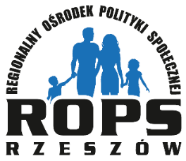 REGIONALNY OŚRODEK POLITYKI SPOŁECZNEJ
ROPS
RZESZÓW